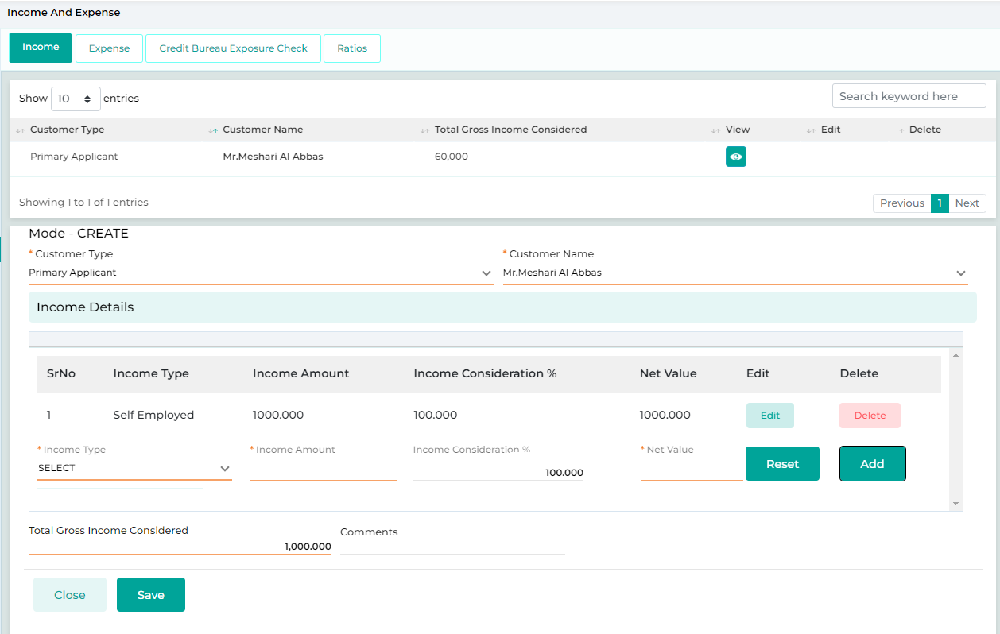 Income And Expense
Income Expense Credit Bureau Exposure Check Ratios
Show 10 entries Search keyword here
Customer Type Customer Name Total Gross Income Considered View Edit Delete
Primary Applicant Mr.Meshari Al Abbas 60,000
Showing 1 to 1 of 1 entries Previous 1 Next
Mode - CREATE
* Customer Type * Customer Name
Primary Applicant Mr.Meshari Al Abbas
Income Details
SrNo Income Type Income Amount Income Consideration % Net Value Edit Delete
1 Self Employed 1000.000 100.000 1000.000 Edit Delete
* Income Type * Income Amount Income Consideration % * Net Value
SELECT 100.000 Reset Add
Total Gross Income Considered Comments
1,000.000
Close Save